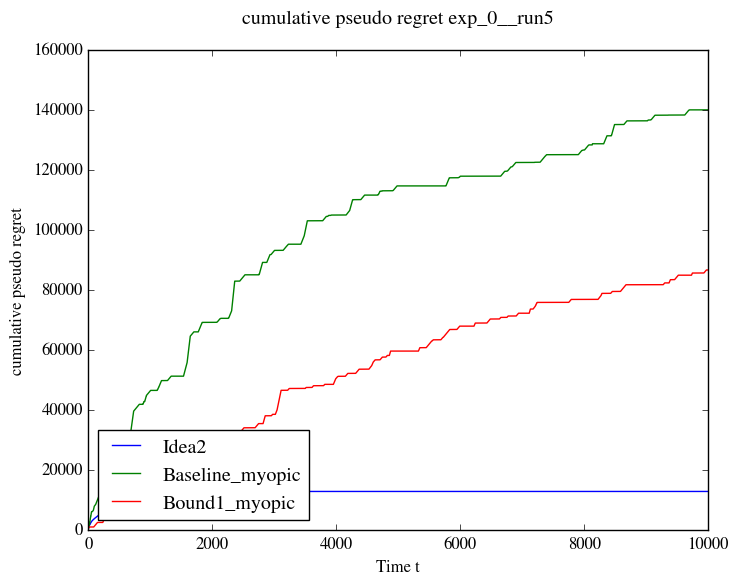 cumulative pseudo regret exp_0__run5
160000
140000
120000
100000
80000
60000
40000
20000
0
cumulative pseudo regret
Idea2
Baseline_myopic
Bound1_myopic
0 2000 4000 6000 8000 10000
Time t